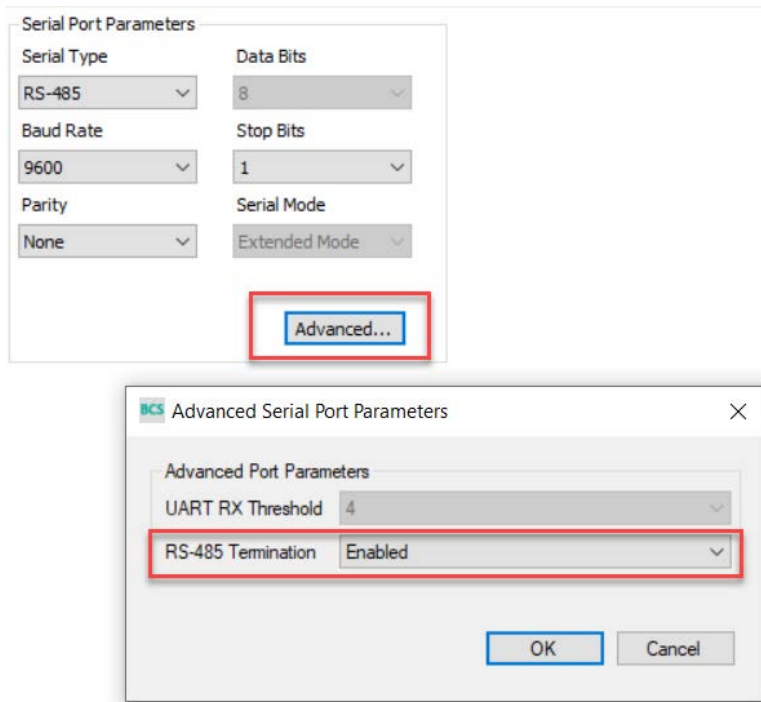 Serial Port Parameters
Serial Type Data Bits
RS-485 8
Baud Rate Stop Bits
9600 1
Parity Serial Mode
None Extended Mode
Advanced...
BCS Advanced Serial Port Parameters
Advanced Port Parameters
UART RX Threshold 4
RS-485 Termination Enabled
OK Cancel